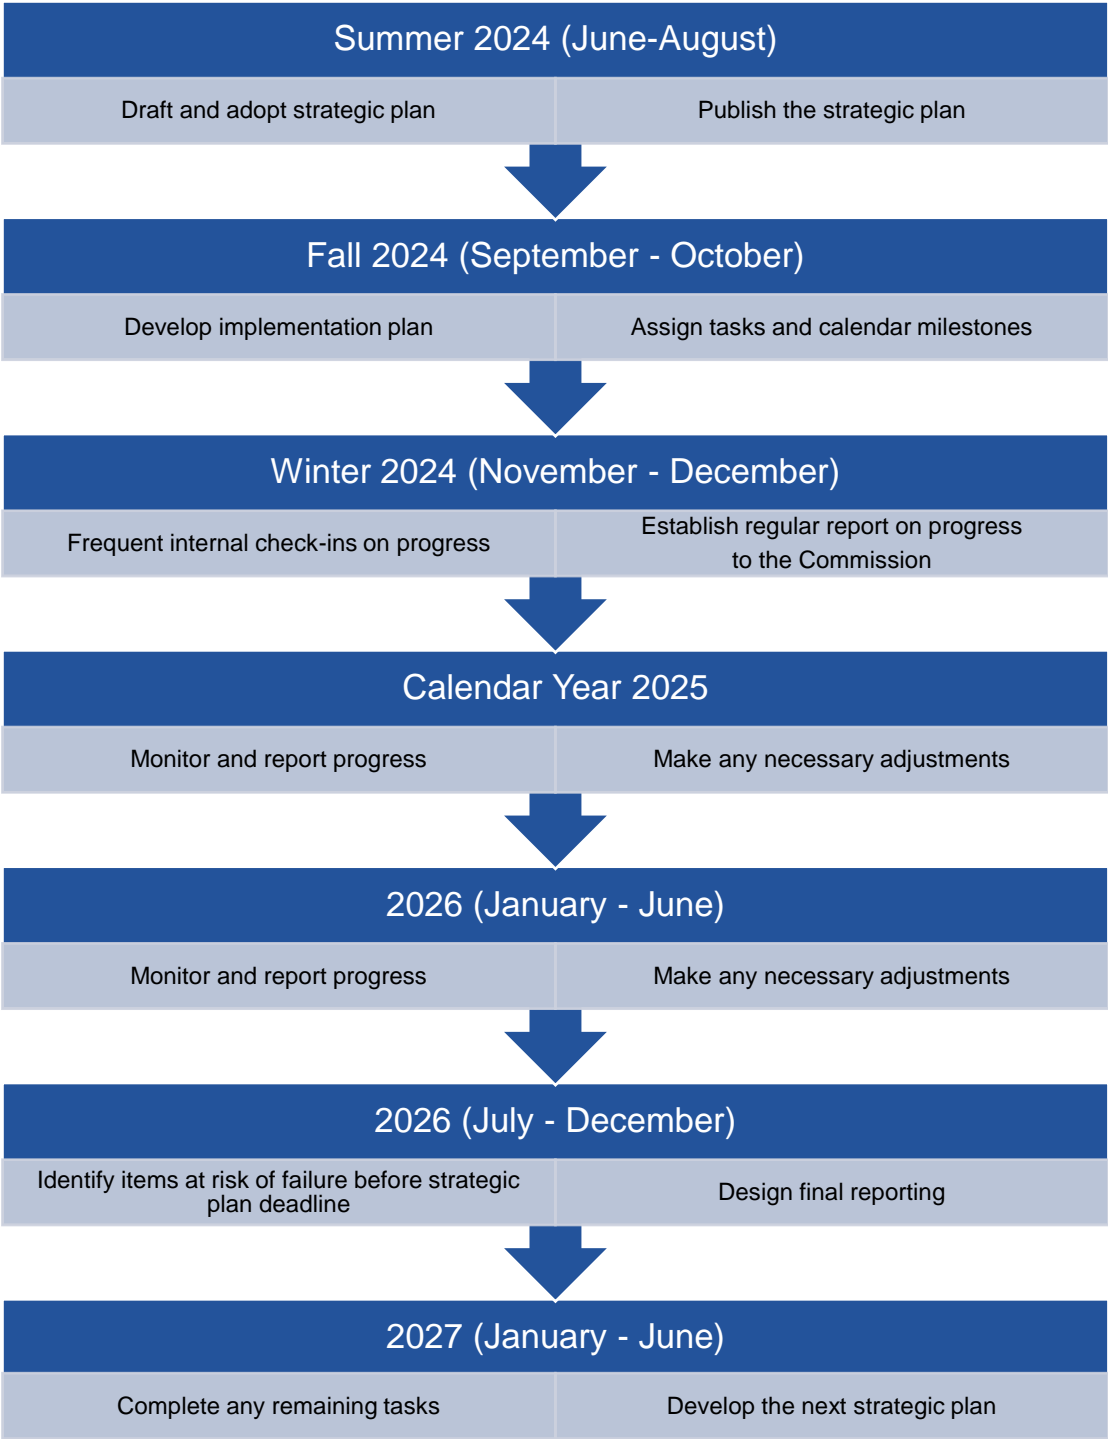 Summer 2024 (June-August)
Draft and adopt strategic plan
Publish the strategic plan
Fall 2024 (September - October)
Develop implementation plan
Assign tasks and calendar milestones
Winter 2024 (November - December)
Frequent internal check-ins on progress
Establish regular report on progress
to the Commission
Calendar Year 2025
Monitor and report progress
Make any necessary adjustments
2026 (January - June)
Monitor and report progress
Make any necessary adjustments
2026 (July - December)
Identify items at risk of failure before strategic
plan deadline
Design final reporting
2027 (January - June)
Complete any remaining tasks
Develop the next strategic plan